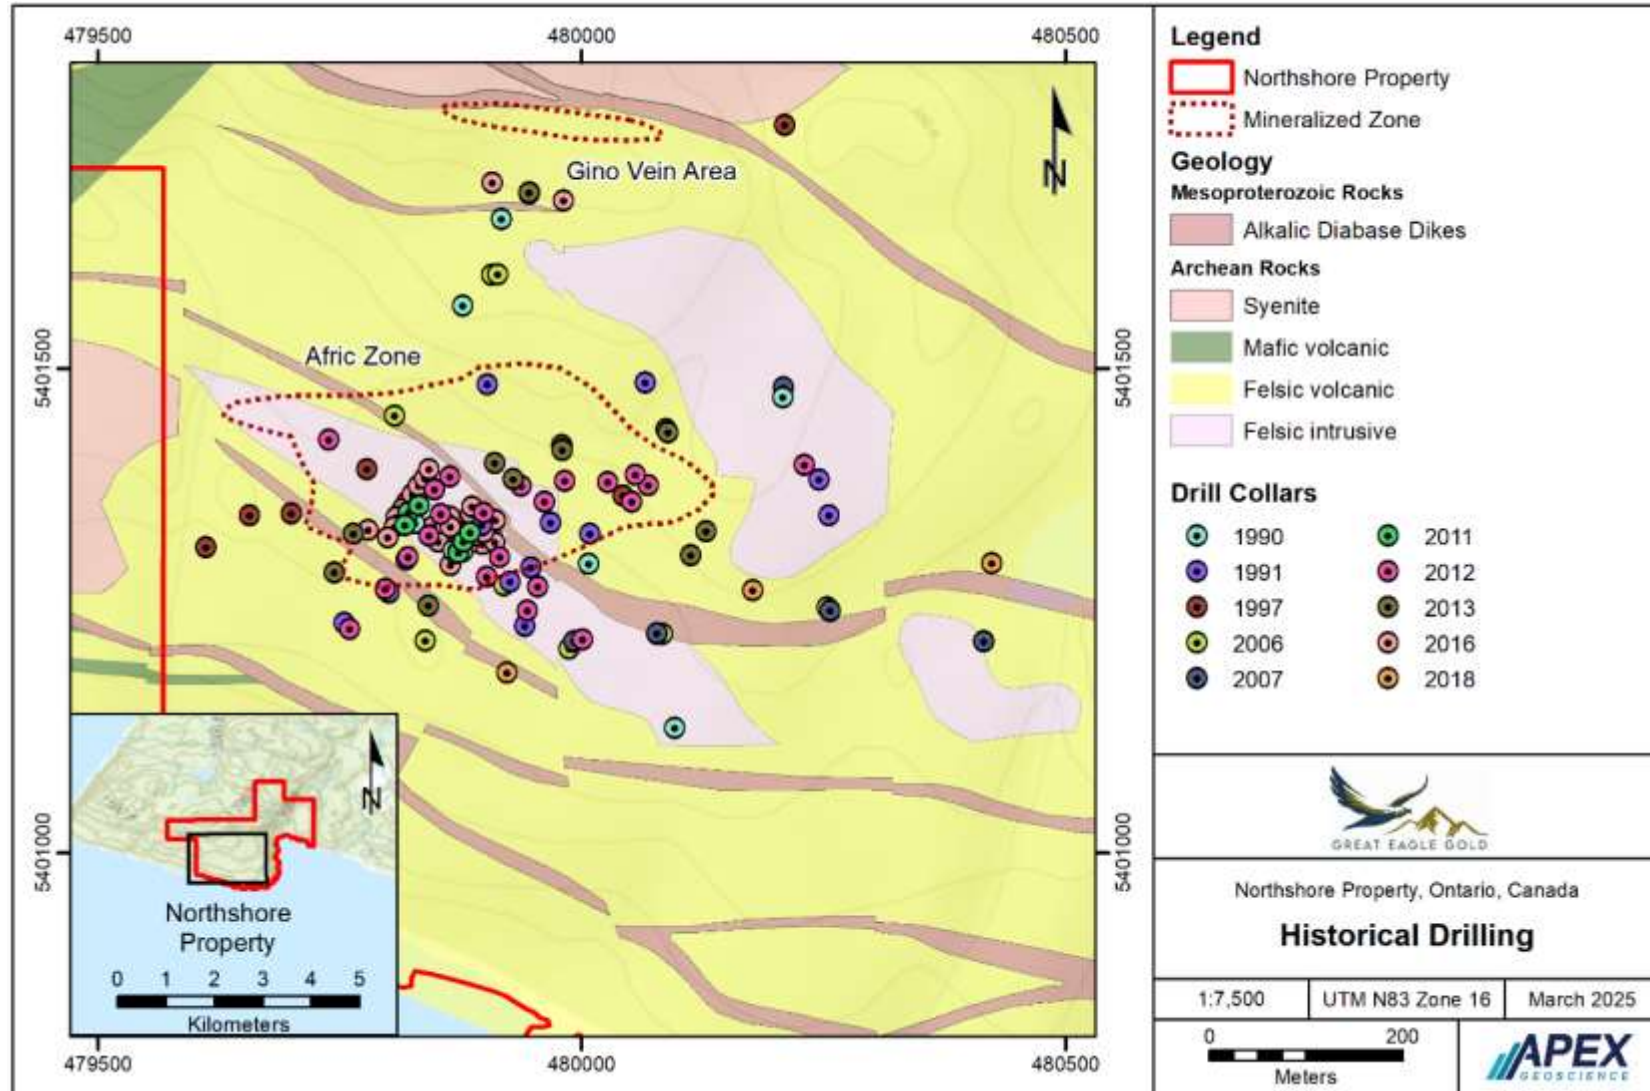 479500
480000
480500
5401500
5401000
5401500
5401000
479500
480000
480500
N
Gino Vein Area
Afric Zone
N
Northshore
Property
0 1 2 3 4 5
Kilometers
Legend
Northshore Property
Mineralized Zone
Geology
Mesoproterozoic Rocks
Alkalic Diabase Dikes
Archean Rocks
Syenite
Mafic volcanic
Felsic volcanic
Felsic intrusive
Drill Collars
1990 2011
1991 2012
1997 2013
2006 2016
2007 2018
GREAT EAGLE GOLD
Northshore Property, Ontario, Canada
Historical Drilling
1:7,500 UTM N83 Zone 16 March 2025
0 200
Meters
APEX
GEOSCIENCE